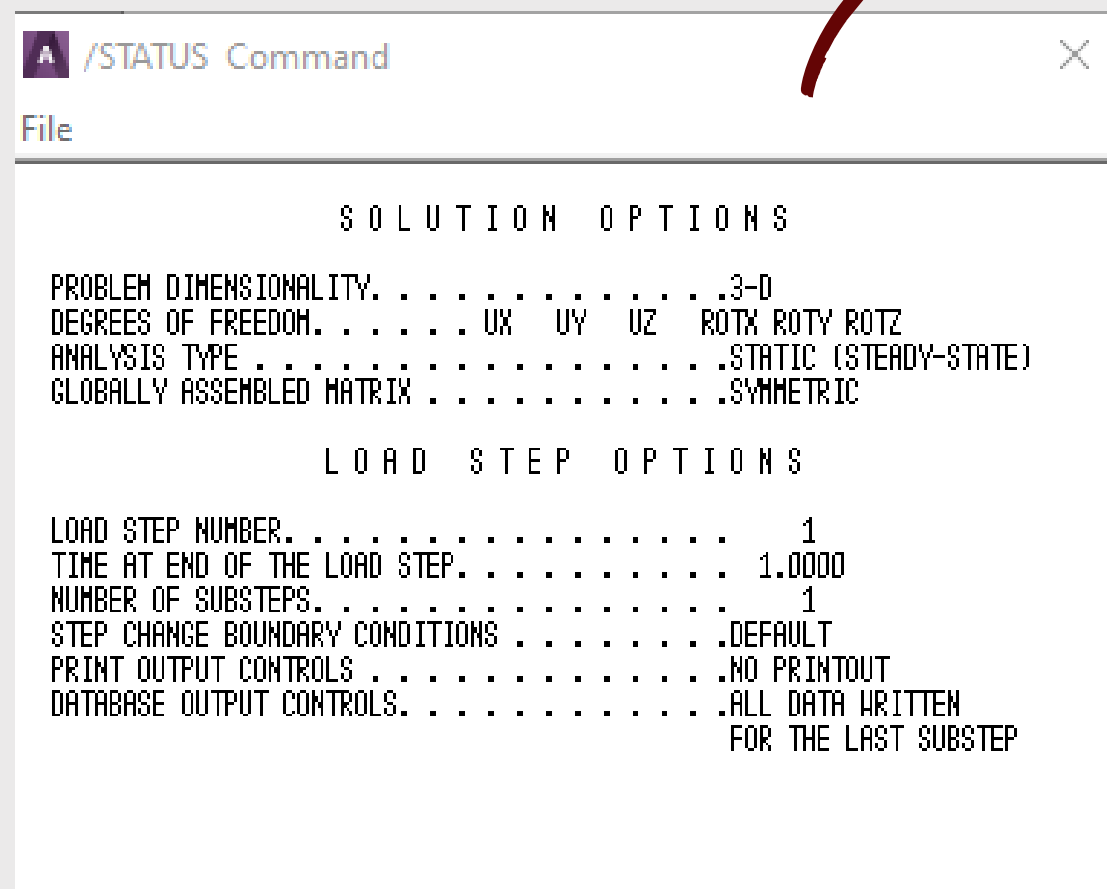 /STATUS Command
File
SOLUTION OPTIONS
PROBLEM DIMENSIONALITY. . . . . . . . . . . . .3-D
DEGREES OF FREEDOM. . . . . . UX UY UZ ROTX ROTY ROTZ
ANALYSIS TYPE . . . . . . . . . . . . . . . . .STATIC (STEADY-STATE)
GLOBALLY ASSEMBLED MATRIX . . . . . . . . . . .SYMMETRIC
LOAD STEP OPTIONS
LOAD STEP NUMBER. . . . . . . . . . . . . . . . 1
TIME AT END OF THE LOAD STEP. . . . . . . . . . 1.0000
NUMBER OF SUBSTEPS. . . . . . . . . . . . . . . 1
STEP CHANGE BOUNDARY CONDITIONS . . . . . . . .DEFAULT
PRINT OUTPUT CONTROLS . . . . . . . . . . . . .NO PRINTOUT
DATABASE OUTPUT CONTROLS. . . . . . . . . . . .ALL DATA WRITTEN
FOR THE LAST SUBSTEP